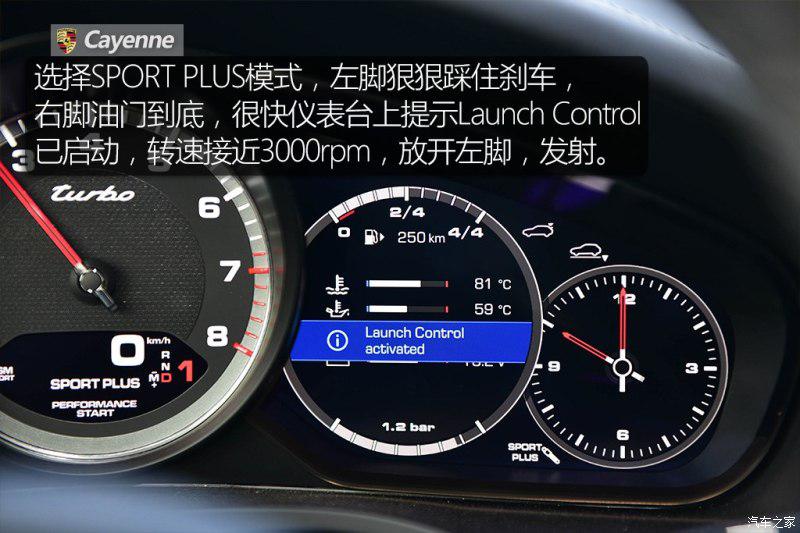 Cayenne
选择SPORT PLUS模式，左脚狠狠踩住刹车，
右脚油门到底，很快仪表台上提示Launch Control
已启动，转速接近3000rpm，放开左脚，发射。
3
turbo
6
7
8
0 km/h
R
N
D 1
M
+
-
SPORT PLUS
PERFORMANCE
START
0
2/4
4/4
250 km
81 °C
59 °C
Launch Control
activated
1.2 bar
12
3
6
9
SPORT
PLUS
汽车之家